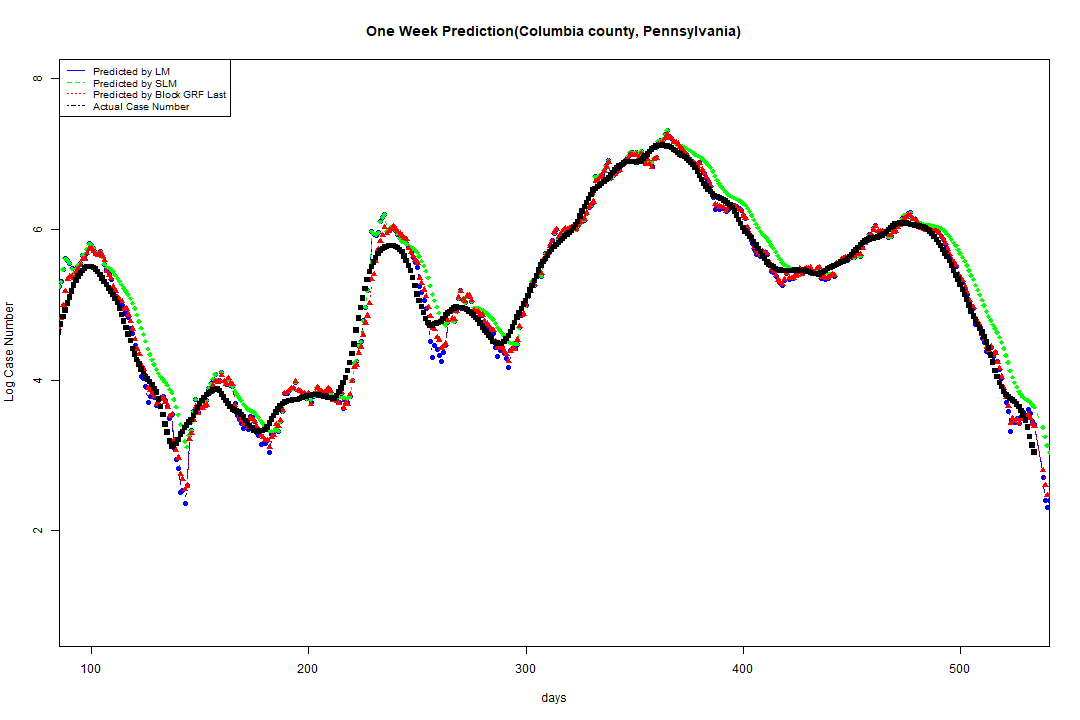 One Week Prediction(Columbia county, Pennsylvania)
Predicted by LM
Predicted by SLM
Predicted by Block GRF Last
Actual Case Number
8
6
4
2
Log Case Number
100 200 300 400 500
days